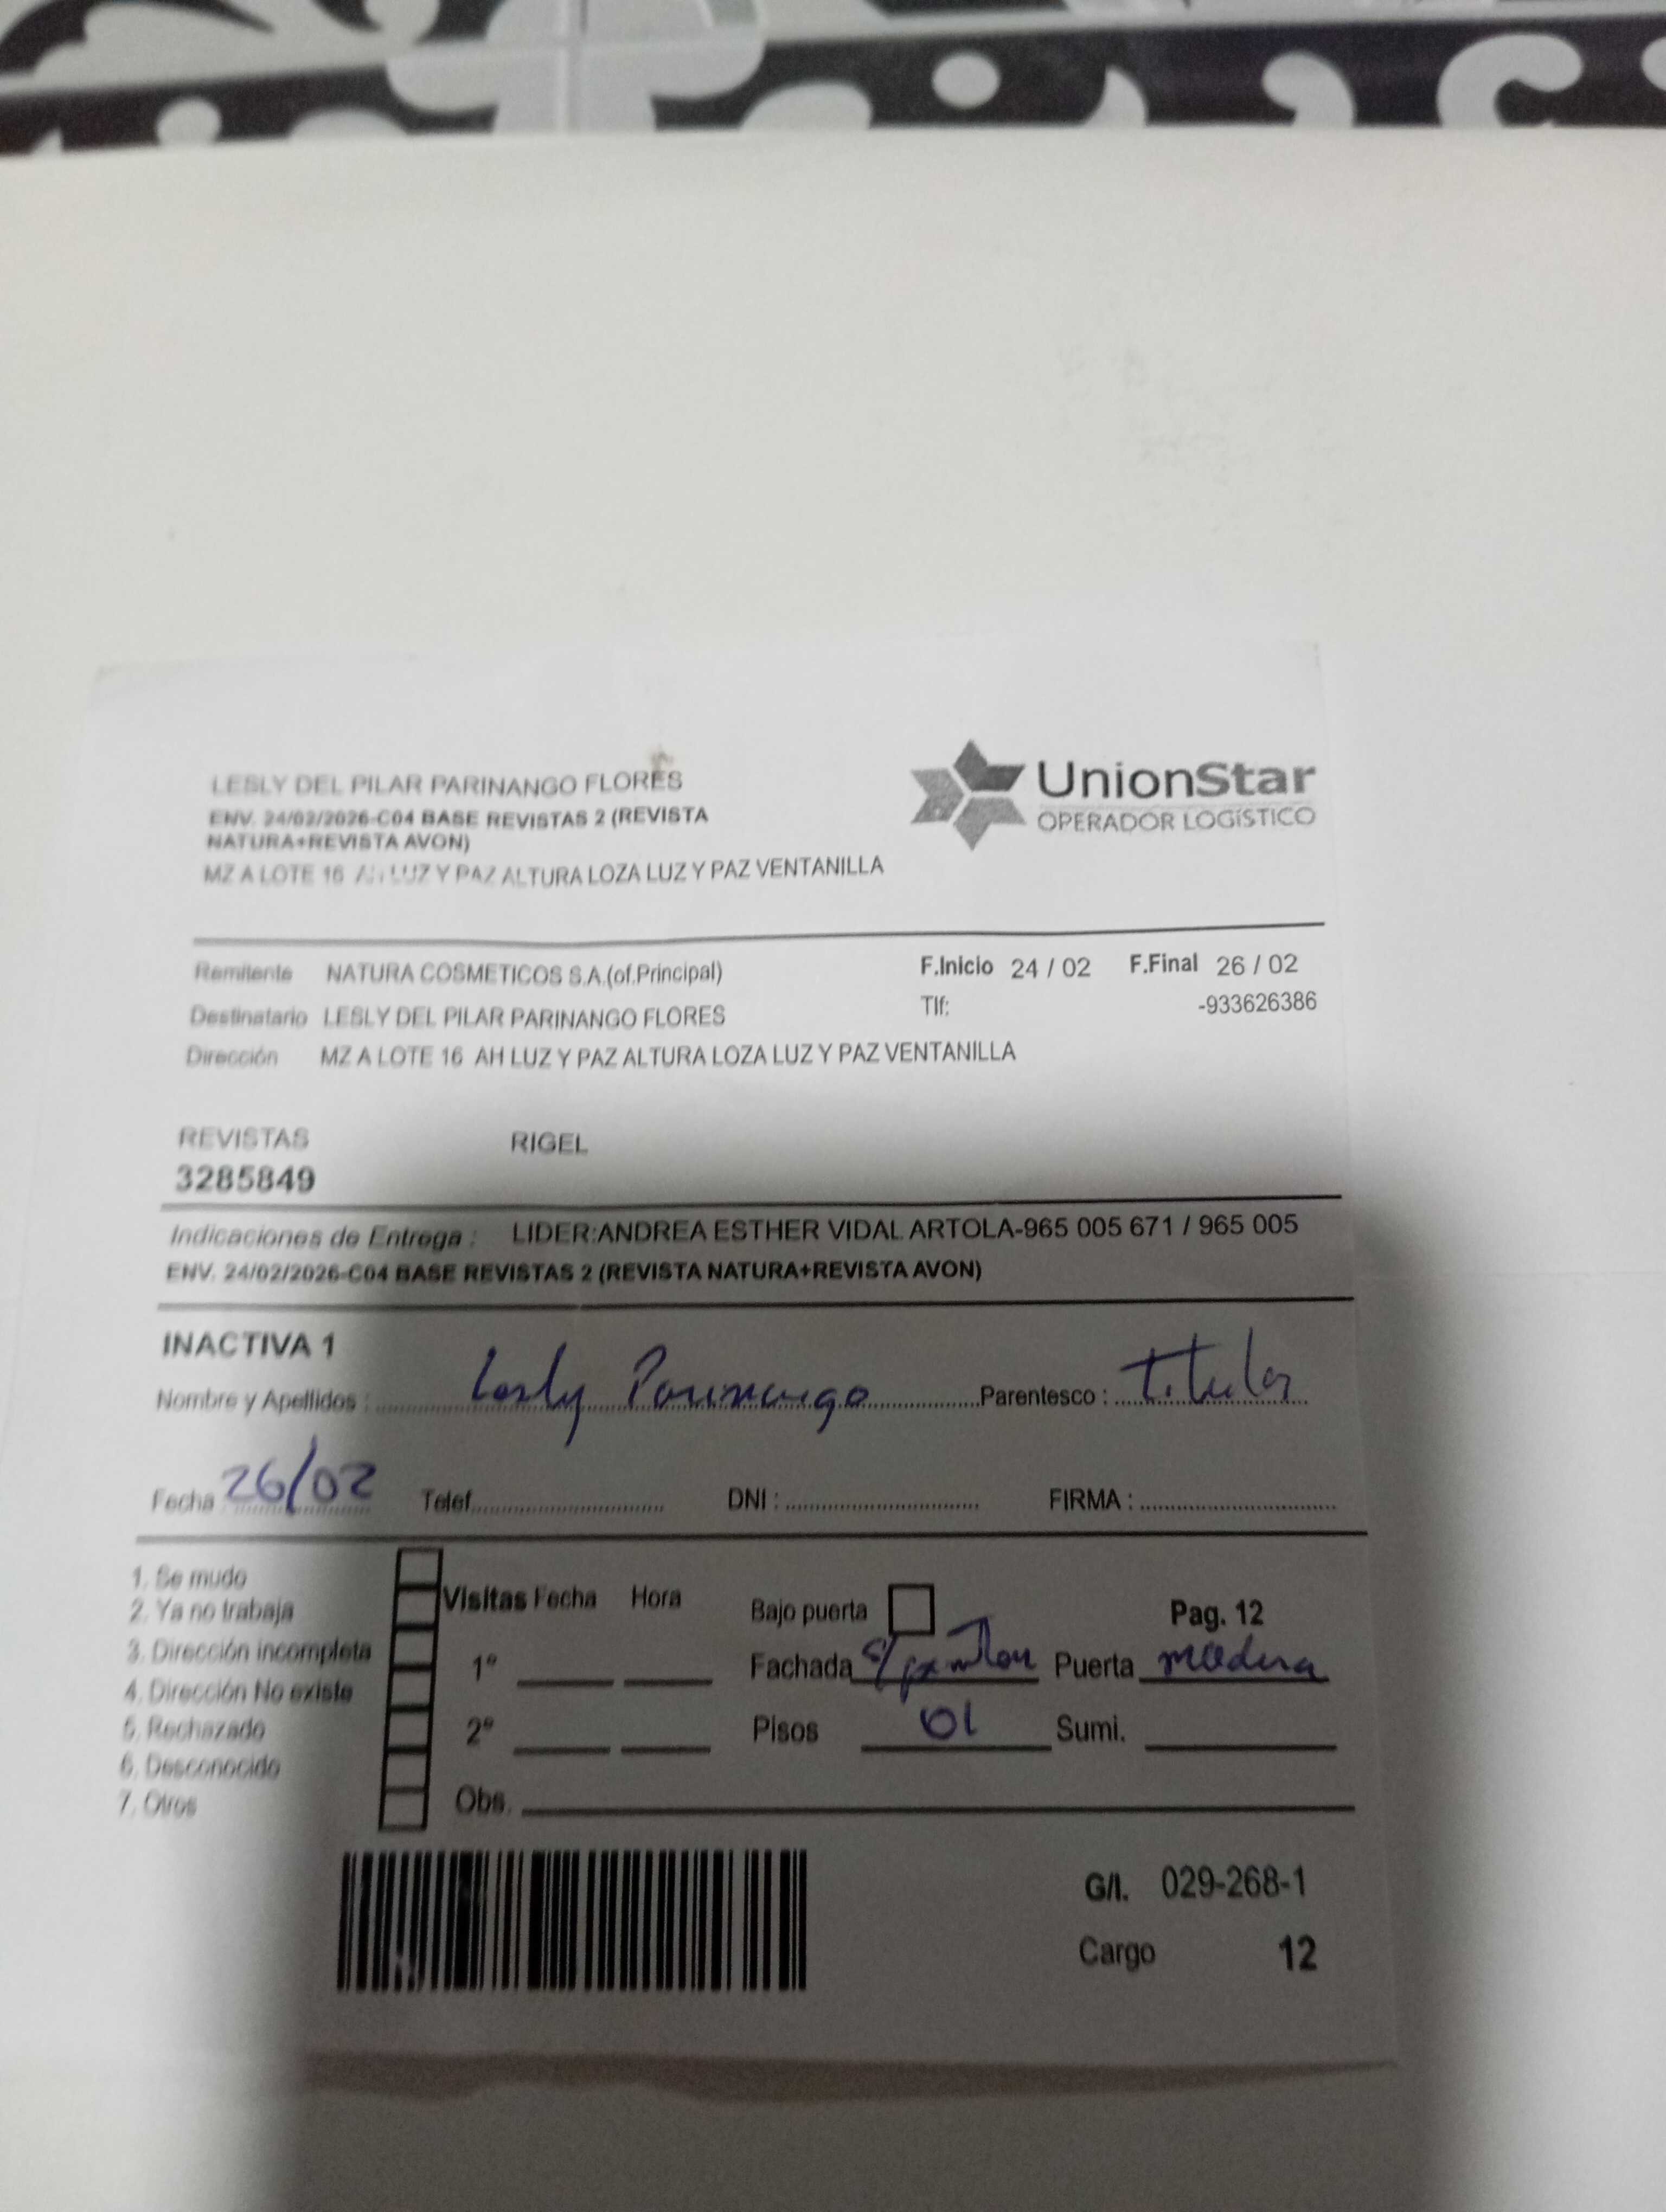 LESLY DEL PILAR PARINANGO FLORES
ENV. 24/02/2026-C04 BASE REVISTAS 2 (REVISTA
NATURA+REVISTA AVON)
MZ A LOTE 16 AH LUZ Y PAZ ALTURA LOZA LUZ Y PAZ VENTANILLA
UnionStar
OPERADOR LOGÍSTICO
Remitente NATURA COSMETICOS S.A.(of.Principal) F.Inicio 24 / 02 F.Final 26 / 02
Destinatario LESLY DEL PILAR PARINANGO FLORES Tlf: -933626386
Dirección MZ A LOTE 16 AH LUZ Y PAZ ALTURA LOZA LUZ Y PAZ VENTANILLA
REVISTAS RIGEL
3285849
Indicaciones de Entrega : LIDER:ANDREA ESTHER VIDAL ARTOLA-965 005 671 / 965 005
ENV. 24/02/2026-C04 BASE REVISTAS 2 (REVISTA NATURA+REVISTA AVON)
INACTIVA 1
Nombre y Apellidos : Lesly Parinango Parentesco : Titular
Fecha 26/02 Telef. DNI : FIRMA :
1. Se mudo
2. Ya no trabaja
3. Dirección incompleta
4. Dirección No existe
5. Rechazado
6. Desconocido
7. Otros
Visitas Fecha Hora
1º
2º
Obs.
Bajo puerta Pag. 12
Fachada Puerta madera
Pisos 01 Sumi.
G/I. 029-268-1
Cargo 12